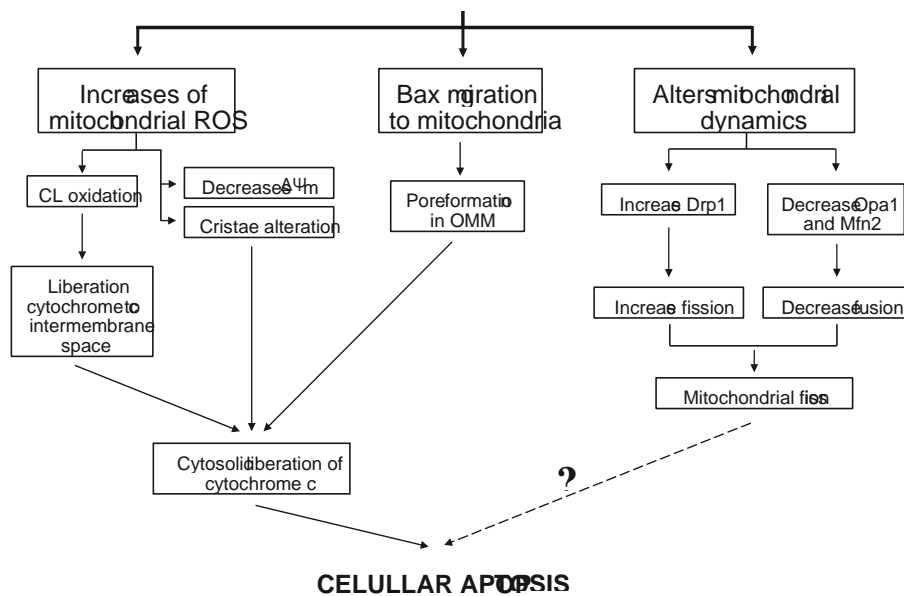 Increases of
mitochondrial ROS
Bax migration
to mitochondria
Alters mitochondrial
dynamics
CL oxidation
Decreases ΔΨm
Cristae alteration
Pore formation
in OMM
Increase Drp1
Decrease Opa1
and Mfn2
Liberation
cytochrome c to
intermembrane
space
Increase fission
Decrease fusion
Mitochondrial fission
Cytosolic liberation of
cytochrome c
?
CELULLAR APOPTOSIS